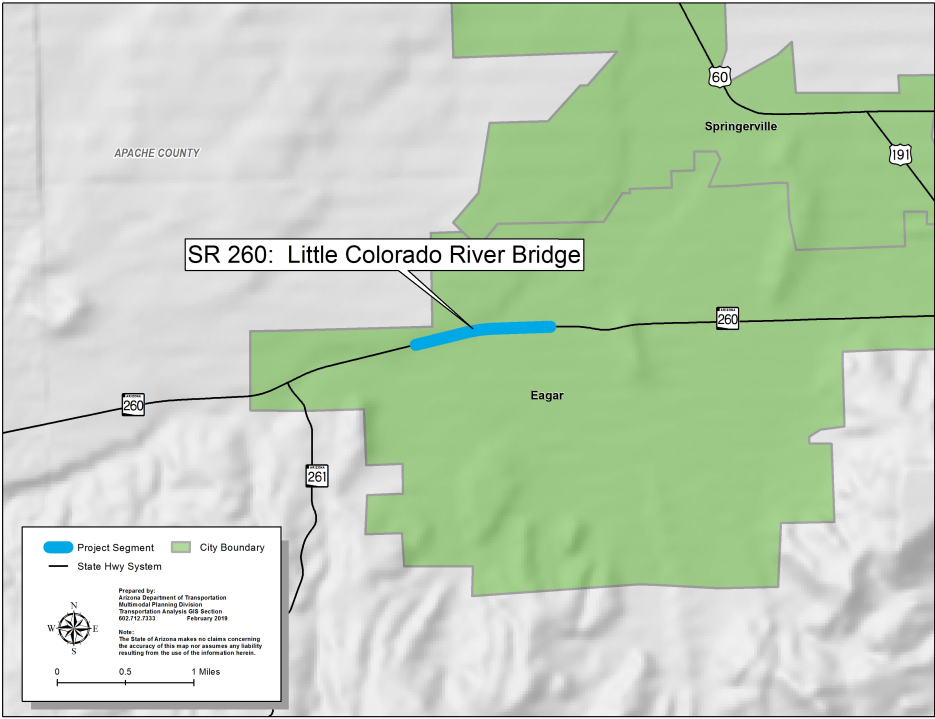 60
Springerville
APACHE COUNTY
191
SR 260:  Little Colorado River Bridge
ARIZONA
260
Eagar
ARIZONA
260
ARIZONA
261
Project Segment
City Boundary
State Hwy System
Prepared by:
Arizona Department of Transportation
Multimodal Planning Division
Transportation Analysis GIS Section
602.712.7333 February 2019
Note:
The State of Arizona makes no claims concerning
the accuracy of this map nor assumes any liability
resulting from the use of the information herein.
N
W E
S
0 0.5 1 Miles